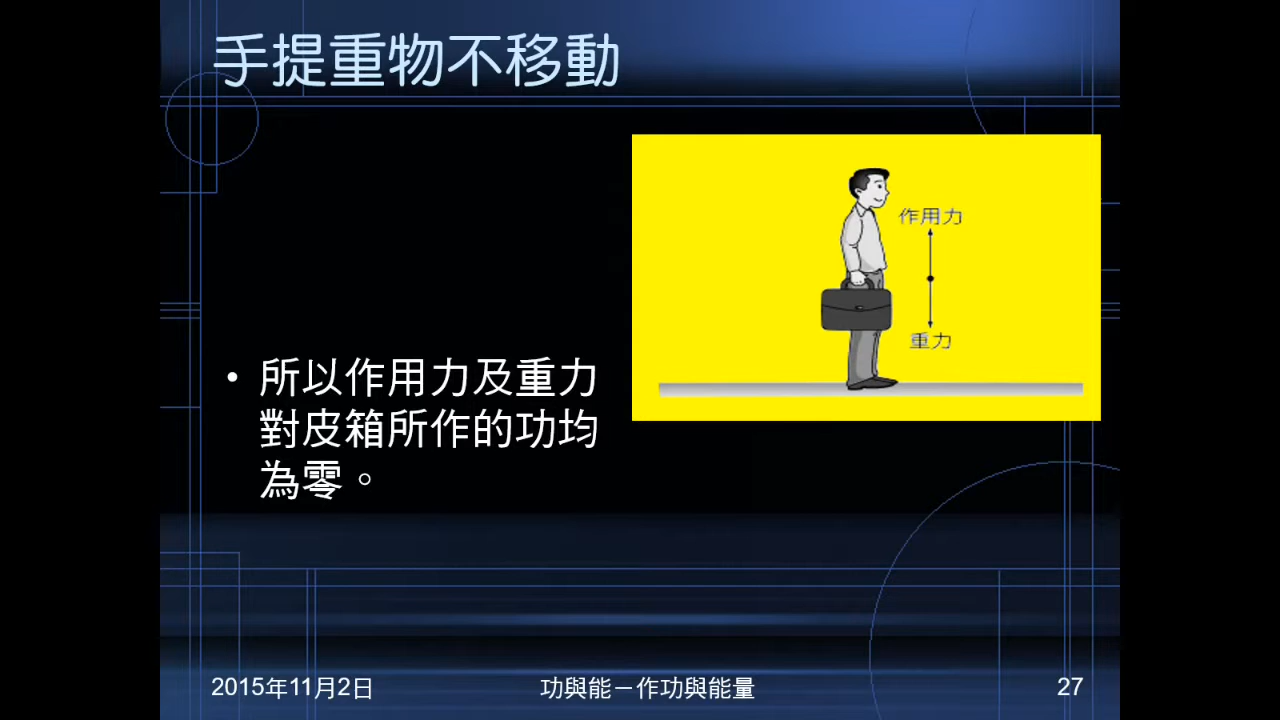 手提重物不移動
作用力
重力
• 所以作用力及重力
對皮箱所作的功均
為零。
2015年11月2日
功與能－作功與能量
27